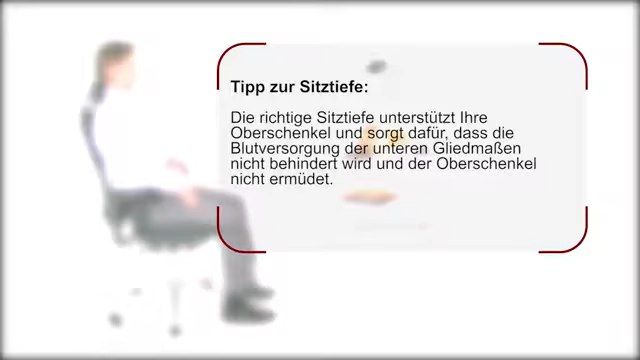 Tipp zur Sitztiefe:
Die richtige Sitztiefe unterstützt Ihre
Oberschenkel und sorgt dafür, dass die
Blutversorgung der unteren Gliedmaßen
nicht behindert wird und der Oberschenkel
nicht ermüdet.